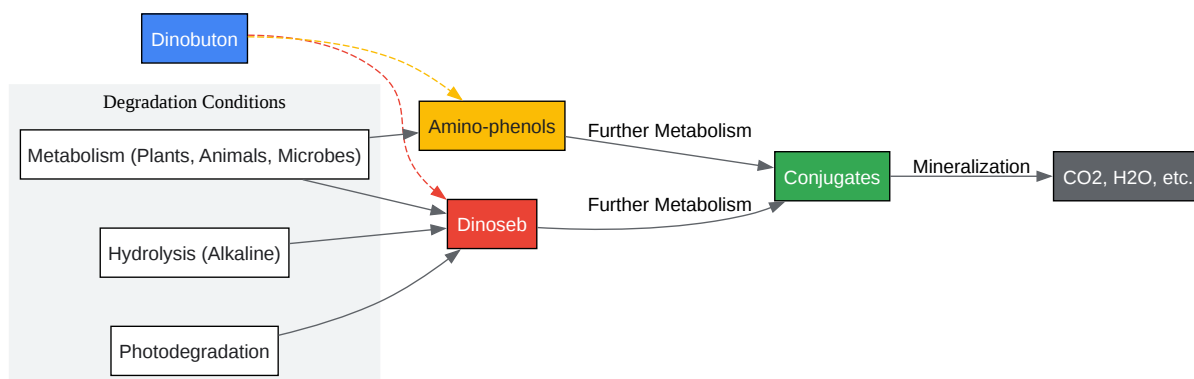 Dinobuton
Degradation Conditions
Metabolism (Plants, Animals, Microbes)
Hydrolysis (Alkaline)
Photodegradation
Amino-phenols
Dinoseb
Further Metabolism
Further Metabolism
Conjugates
Mineralization
CO2, H2O, etc.